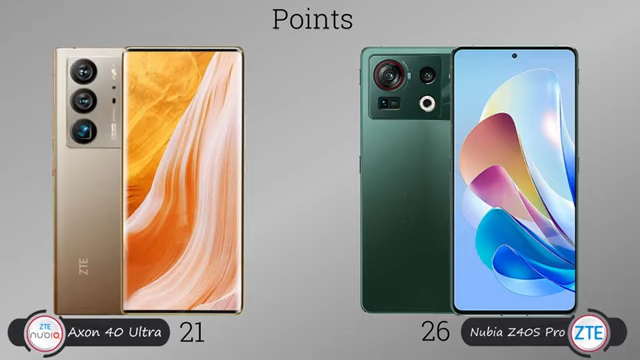 Points
ZTE
ZTE
nubia
Axon 40 Ultra
21
26
Nubia Z40S Pro
ZTE